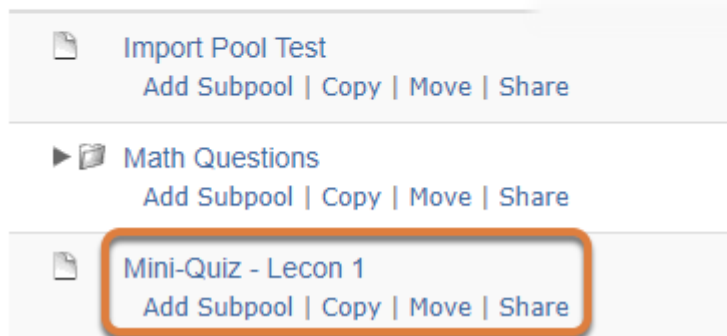 Import Pool Test
Add Subpool | Copy | Move | Share
Math Questions
Add Subpool | Copy | Move | Share
Mini-Quiz - Lecon 1
Add Subpool | Copy | Move | Share